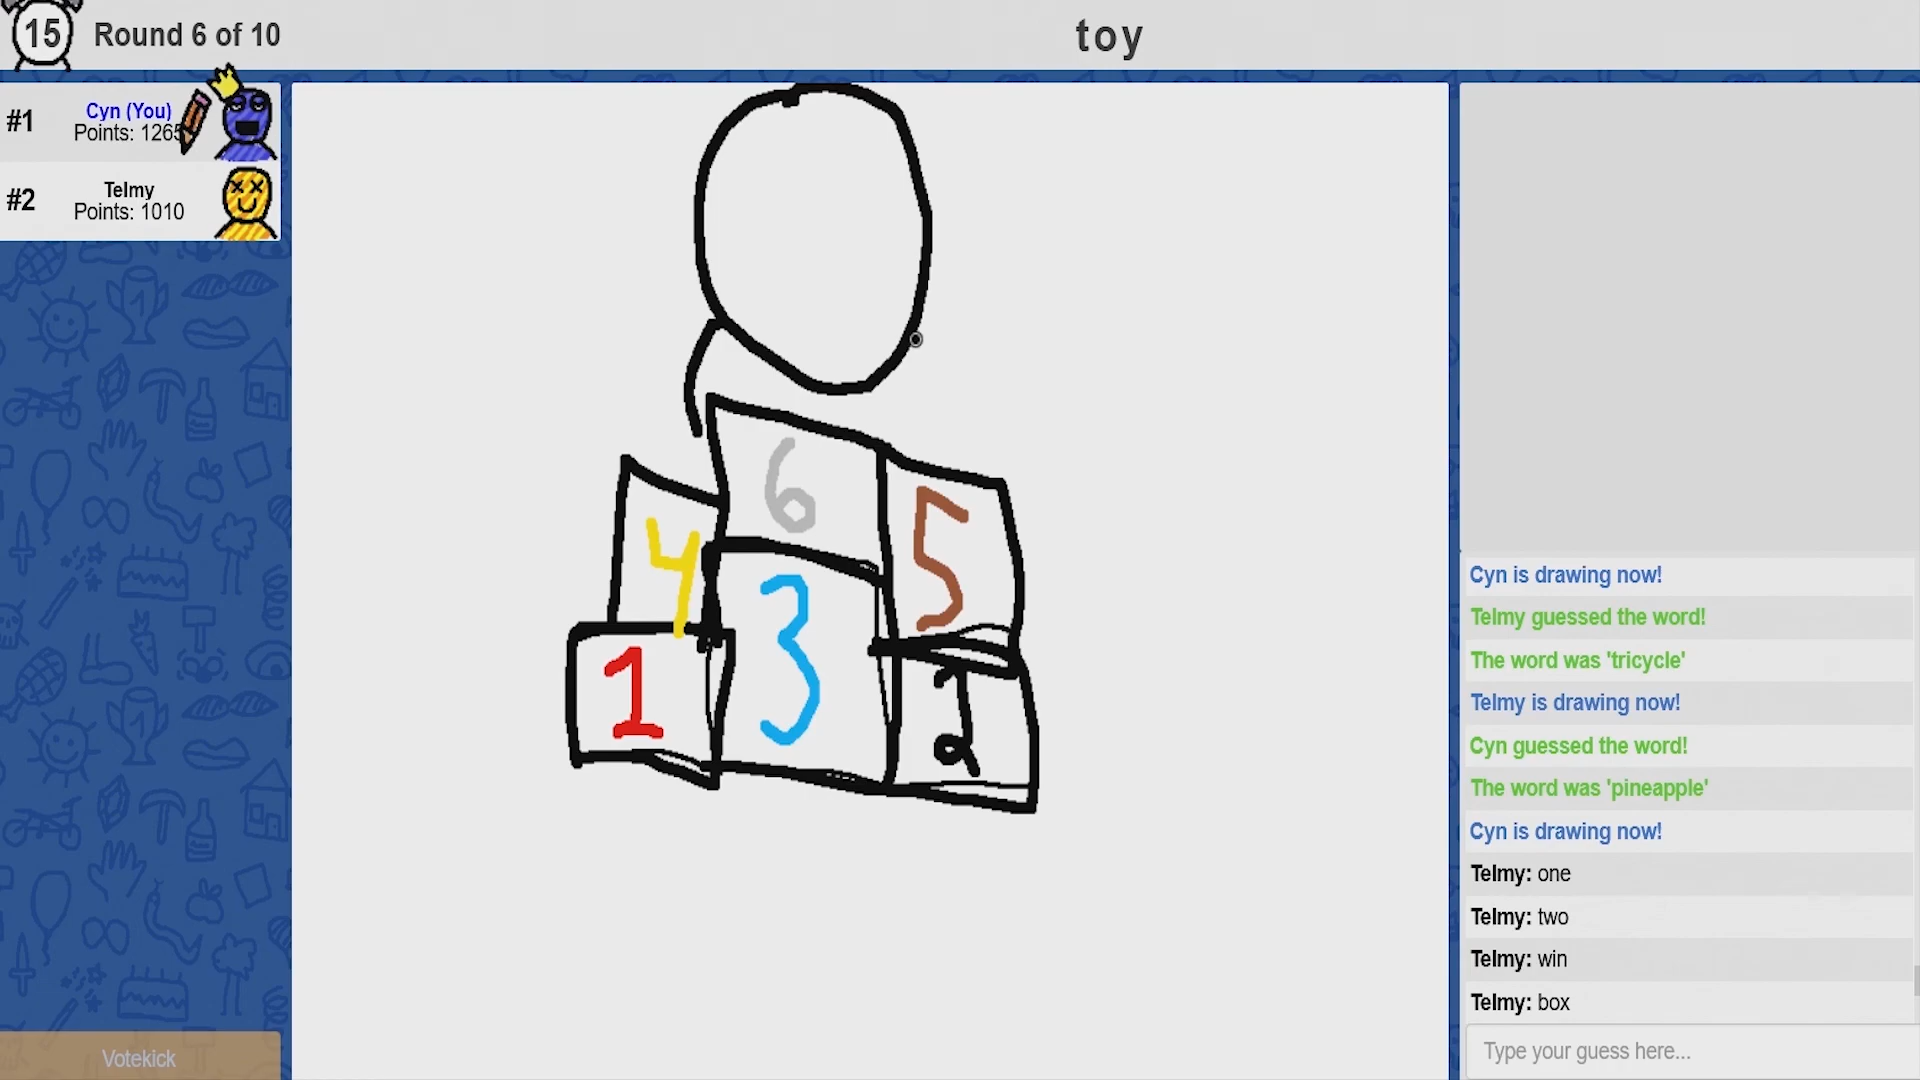 15
Round 6 of 10
toy
#1
Cyn (You)
Points: 1265
#2
Telmy
Points: 1010
6
5
4
3
1
2
Cyn is drawing now!
Telmy guessed the word!
The word was 'tricycle'
Telmy is drawing now!
Cyn guessed the word!
The word was 'pineapple'
Cyn is drawing now!
Telmy: one
Telmy: two
Telmy: win
Telmy: box
Type your guess here...
Votekick